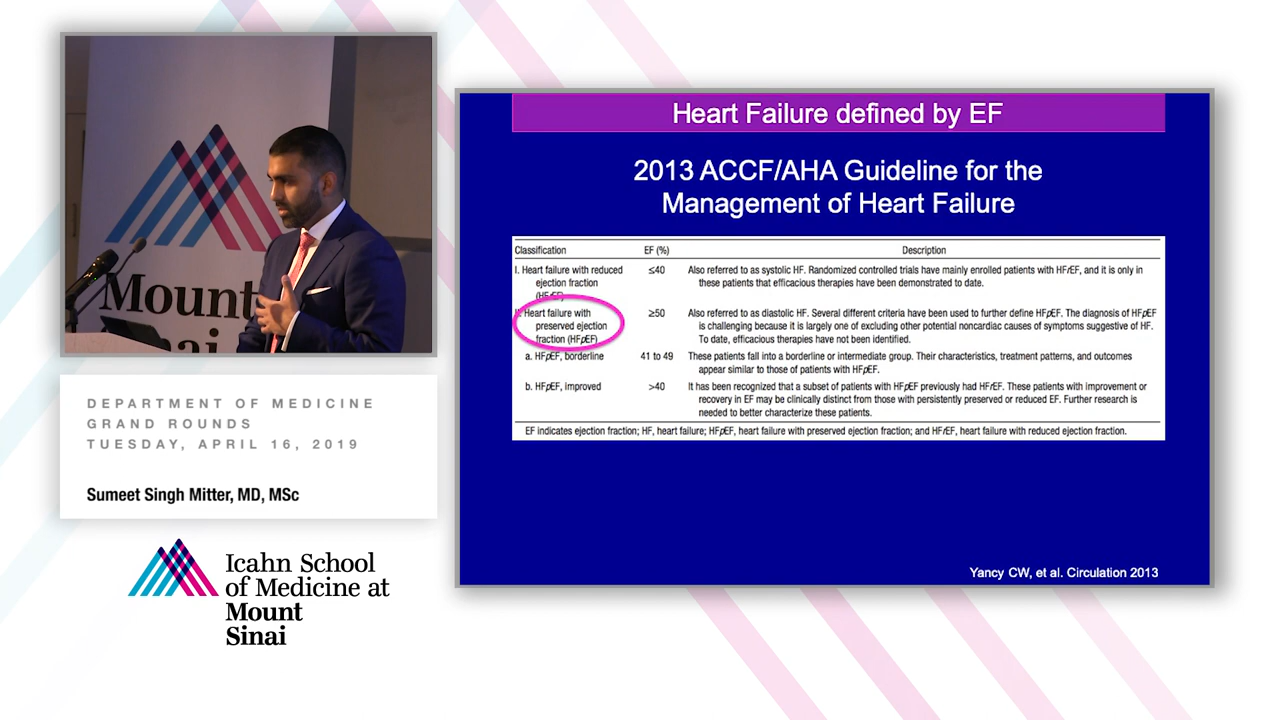 Mount
Sinai
DEPARTMENT OF MEDICINE
GRAND ROUNDS
TUESDAY, APRIL 16, 2019
Sumeet Singh Mitter, MD, MSc
Icahn School
of Medicine at
Mount
Sinai
Heart Failure defined by EF
2013 ACCF/AHA Guideline for the
Management of Heart Failure
Classification EF (%) Description
I. Heart failure with reduced ≤40 Also referred to as systolic HF. Randomized controlled trials have mainly enrolled patients with HFrEF, and it is only in
ejection fraction these patients that efficacious therapies have been demonstrated to date.
(HFrEF)
II. Heart failure with ≥50 Also referred to as diastolic HF. Several different criteria have been used to further define HFpEF. The diagnosis of HFpEF
preserved ejection is challenging because it is largely one of excluding other potential noncardiac causes of symptoms suggestive of HF.
fraction (HFpEF) To date, efficacious therapies have not been identified.
a. HFpEF, borderline 41 to 49 These patients fall into a borderline or intermediate group. Their characteristics, treatment patterns, and outcomes
appear similar to those of patients with HFpEF.
b. HFpEF, improved >40 It has been recognized that a subset of patients with HFpEF previously had HFrEF. These patients with improvement or
recovery in EF may be clinically distinct from those with persistently preserved or reduced EF. Further research is
needed to better characterize these patients.
EF indicates ejection fraction; HF, heart failure; HFpEF, heart failure with preserved ejection fraction; and HFrEF, heart failure with reduced ejection fraction.
Yancy CW, et al. Circulation 2013